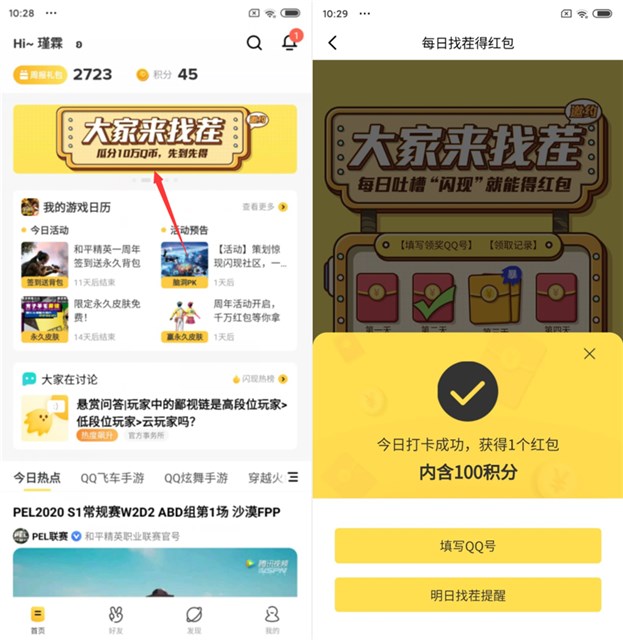 10:28
Hi~ 瑾霖
1
周报礼包
2723
积分
45
大家来找茬
邀约
瓜分10万Q币，先到先得
我的游戏日历
查看更多
今日活动
活动预告
和平精英一周年
签到送永久背包
签到送背包
11天后结束
【活动】策划惊
现闪现社区，一…
脑洞PK
1天后
限定永久皮肤免
费！
永久皮肤
14天后结束
周年活动开启，
千万红包等你拿
赢永久皮肤
1天后
大家在讨论
闪现热榜
悬赏问答|玩家中的鄙视链是高段位玩家>
低段位玩家>云玩家吗？
热度飙升
官方事务所
今日热点
QQ飞车手游
QQ炫舞手游
穿越火
PEL2020 S1常规赛W2D2 ABD组第1场 沙漠FPP
PEL联赛
和平精英职业联赛官号
腾讯视频
首页
好友
发现
我的
10:29
每日找茬得红包
邀约
大家来找茬
每日吐槽“闪现”就能得红包
【填写领奖QQ号】
【领取记录】
暴
第一天
第二天
第三天
第四天
今日打卡成功，获得1个红包
内含100积分
填写QQ号
明日找茬提醒